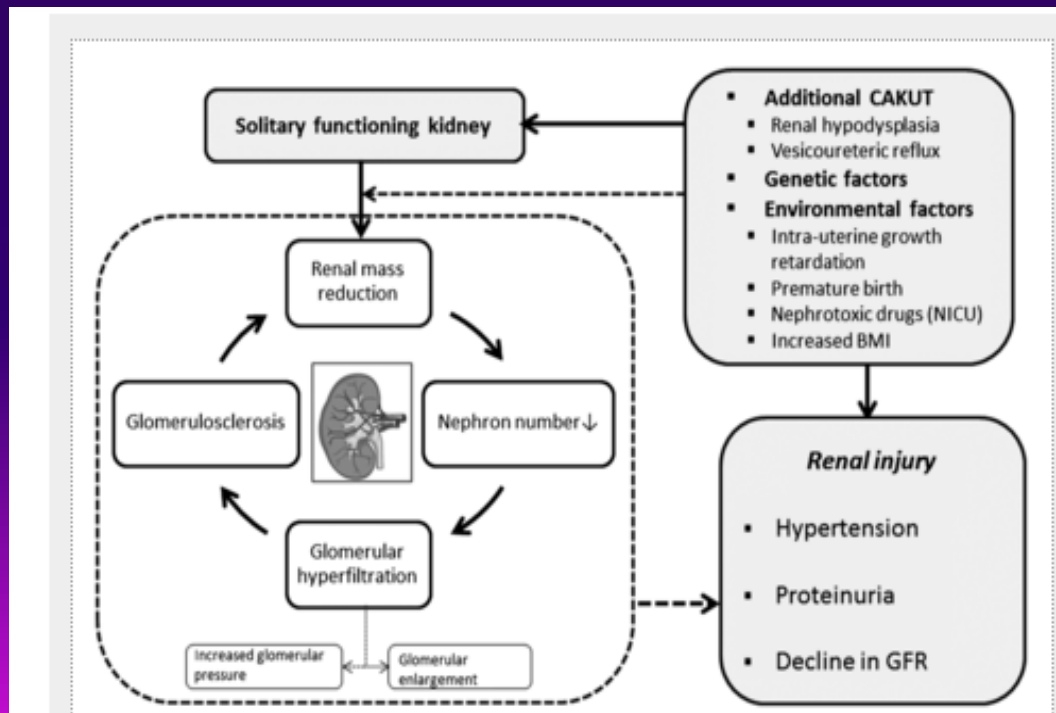 Solitary functioning kidney
▪ Additional CAKUT
▪ Renal hypodysplasia
▪ Vesicoureteric reflux
▪ Genetic factors
▪ Environmental factors
▪ Intra-uterine growth
retardation
▪ Premature birth
▪ Nephrotoxic drugs (NICU)
▪ Increased BMI
Renal mass
reduction
Glomerulosclerosis
Nephron number↓
Glomerular
hyperfiltration
Increased glomerular
pressure
Glomerular
enlargement
Renal injury
▪ Hypertension
▪ Proteinuria
▪ Decline in GFR